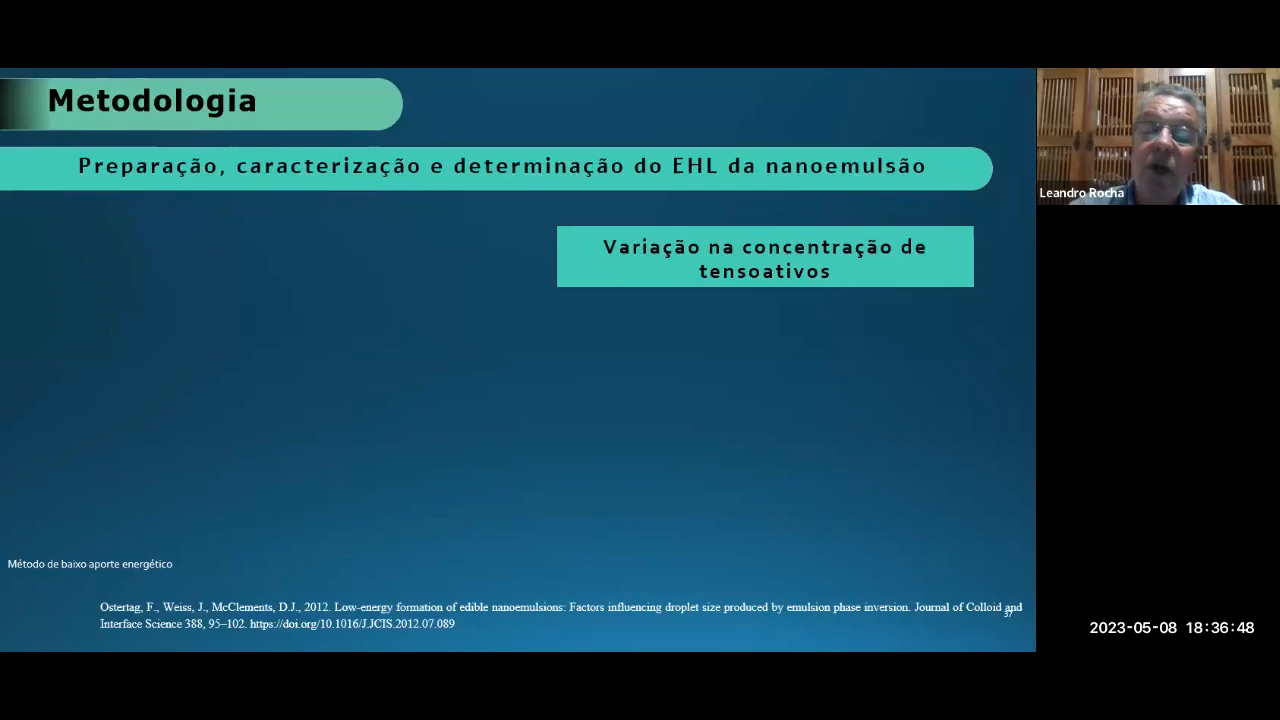 Metodologia
Preparação, caracterização e determinação do EHL da nanoemulsão
Variação na concentração de
tensoativos
Leandro Rocha
Método de baixo aporte energético
Ostertag, F., Weiss, J., McClements, D.J., 2012. Low-energy formation of edible nanoemulsions: Factors influencing droplet size produced by emulsion phase inversion. Journal of Colloid and
Interface Science 388, 95–102. https://doi.org/10.1016/J.JCIS.2012.07.089
37
2023-05-08 18:36:48